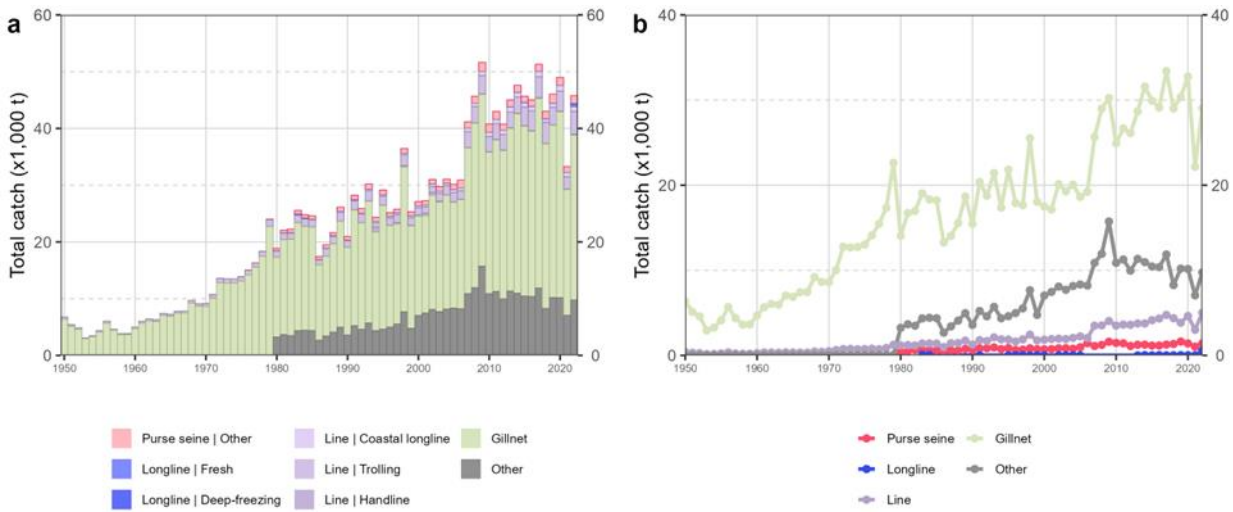 a
Total catch (x1,000 t)
60
40
20
0
60
40
20
0
1950
1960
1970
1980
1990
2000
2010
2020
Purse seine | Other
Line | Coastal longline
Gillnet
Longline | Fresh
Line | Trolling
Other
Longline | Deep-freezing
Line | Handline
b
Total catch (x1,000 t)
40
30
20
10
0
40
20
0
1950
1960
1970
1980
1990
2000
2010
2020
Purse seine
Gillnet
Longline
Other
Line